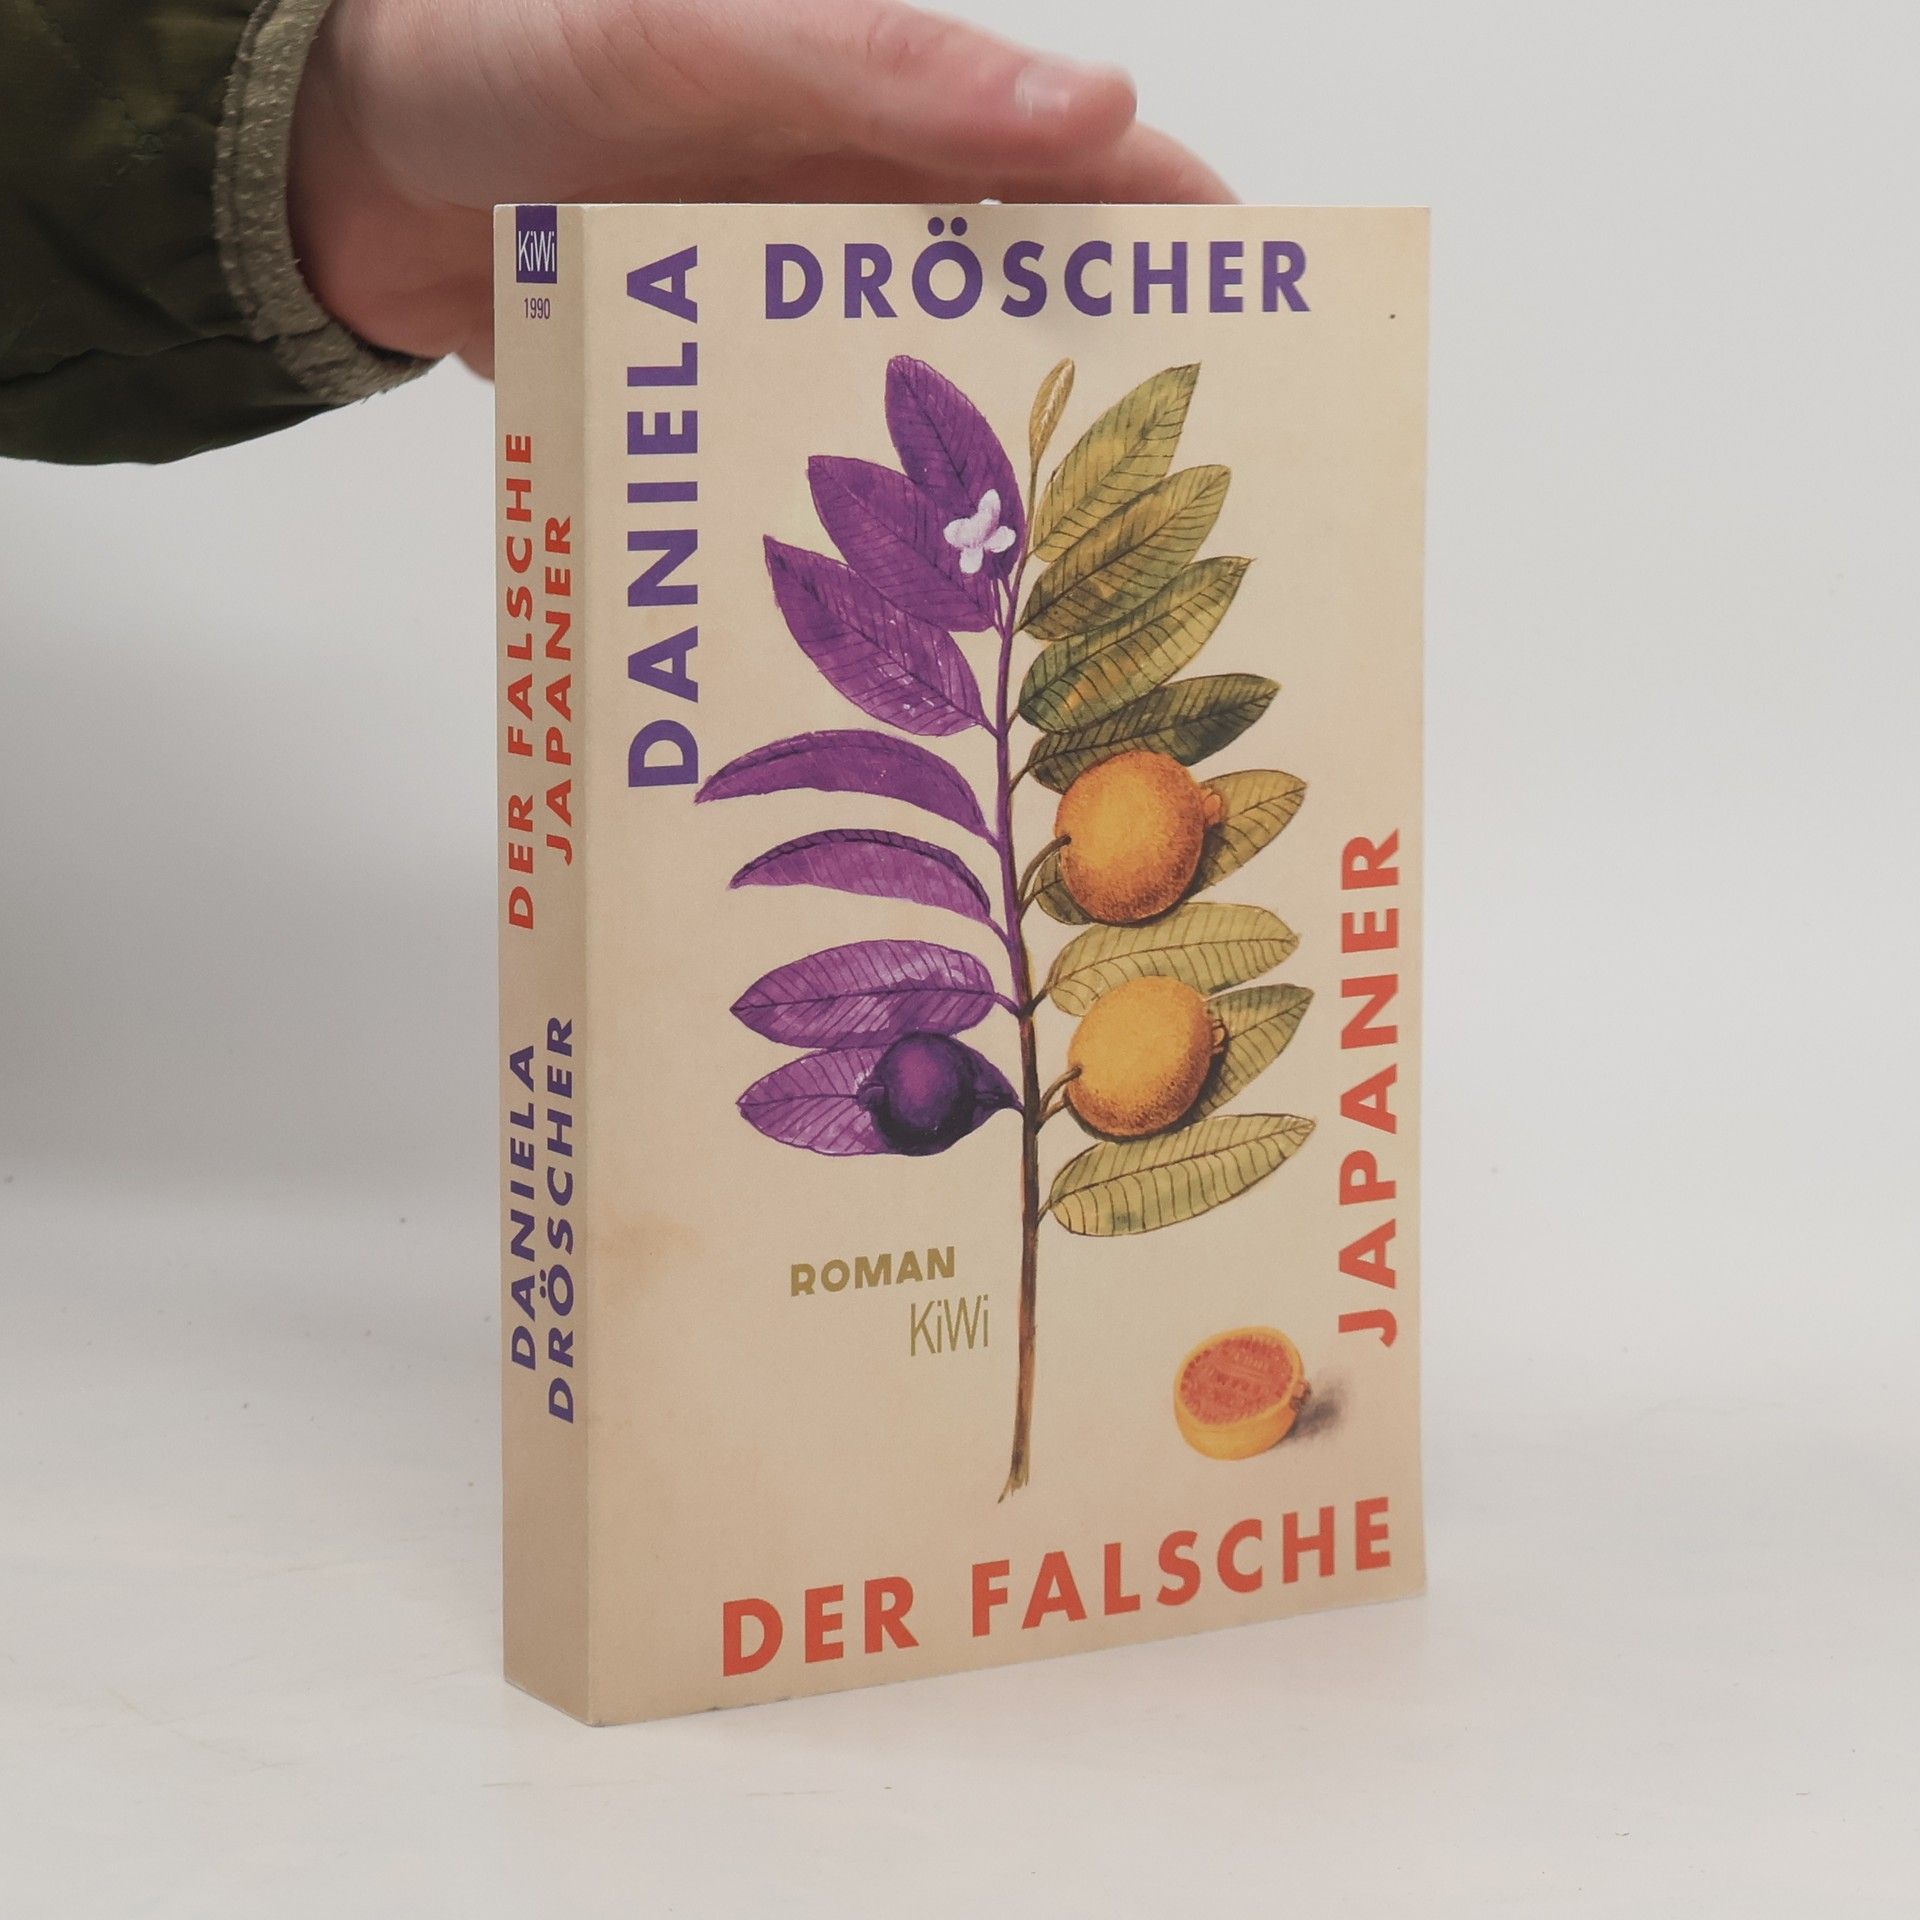 KiWi
1990
DER FALSCHE
JAPANER
DANIELA
DRÖSCHER
DANIELA
DRÖSCHER
ROMAN
KiWi
DER FALSCHE
JAPANER